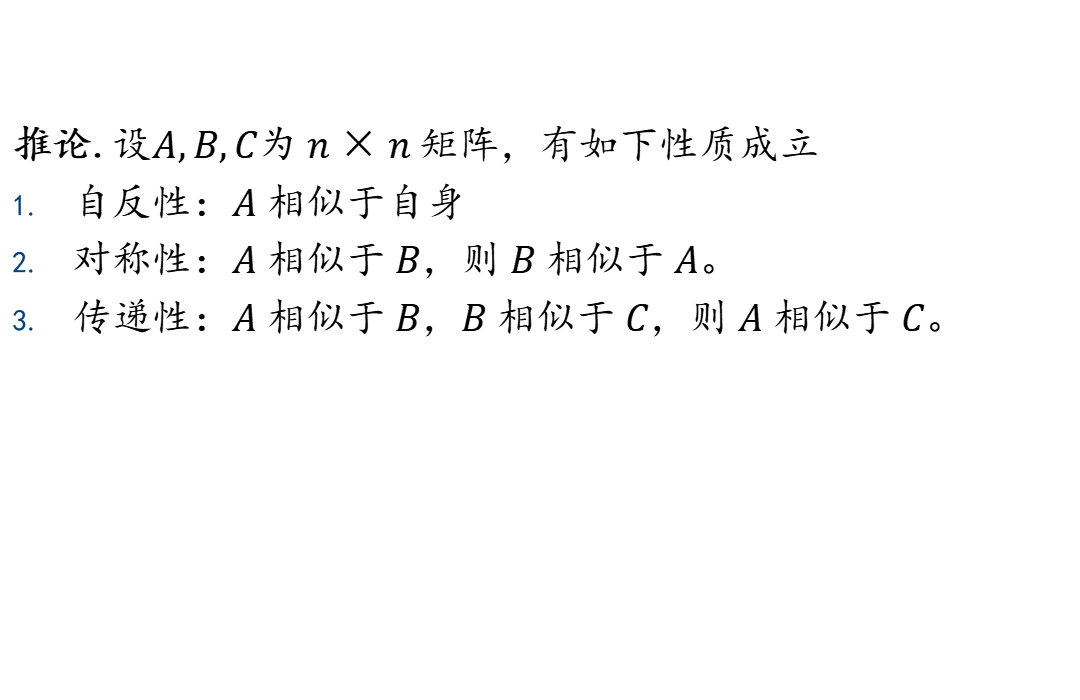 推论. 设A, B, C为 n × n 矩阵，有如下性质成立
1. 自反性：A 相似于自身
2. 对称性：A 相似于 B，则 B 相似于 A。
3. 传递性：A 相似于 B，B 相似于 C，则 A 相似于 C。